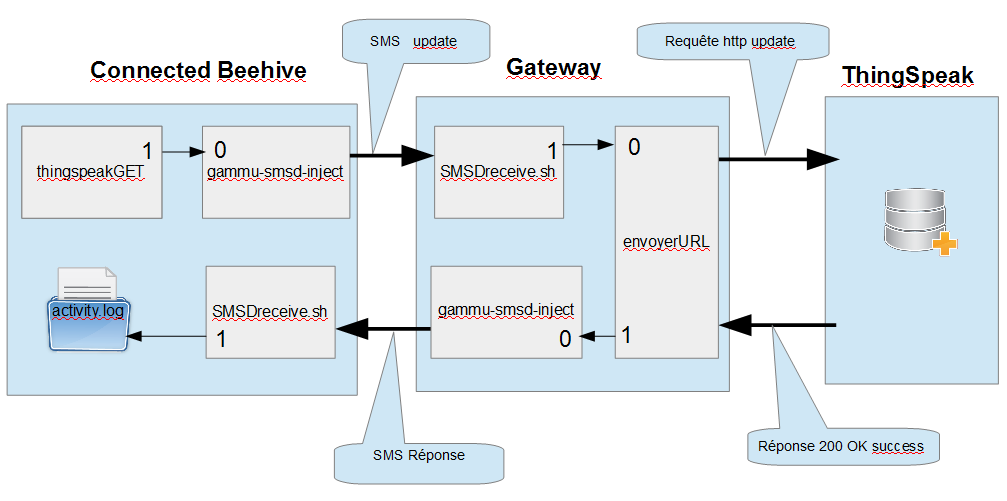 SMS update
Requête http update
Connected Beehive
Gateway
ThingSpeak
1
thingspeakGET
0
gammu-smsd-inject
1
SMSDreceive.sh
0
envoyerURL
activity.log
SMSDreceive.sh
1
gammu-smsd-inject
0
1
SMS Réponse
Réponse 200 OK success